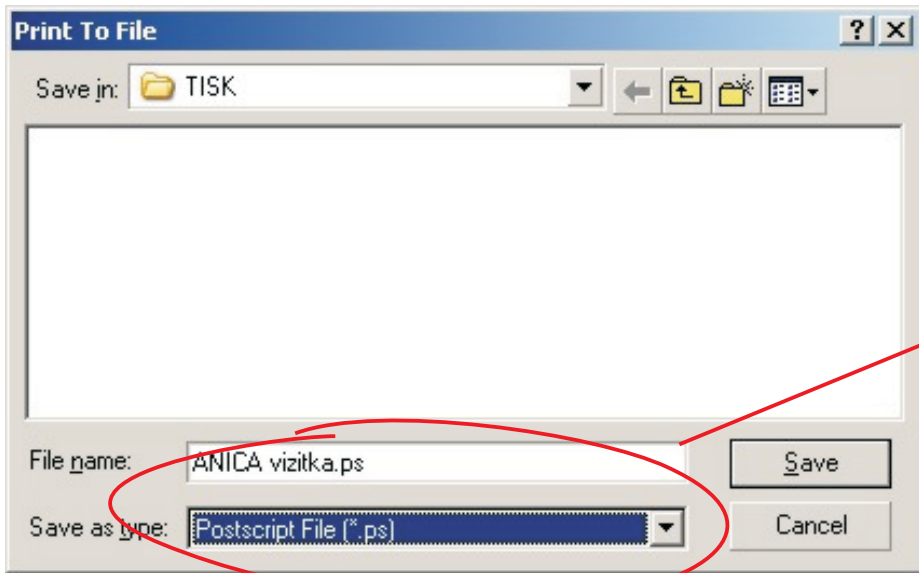 Print To File
Save in: TISK
File name: ANICA vizitka.ps
Save
Save as type: Postscript File (*.ps)
Cancel